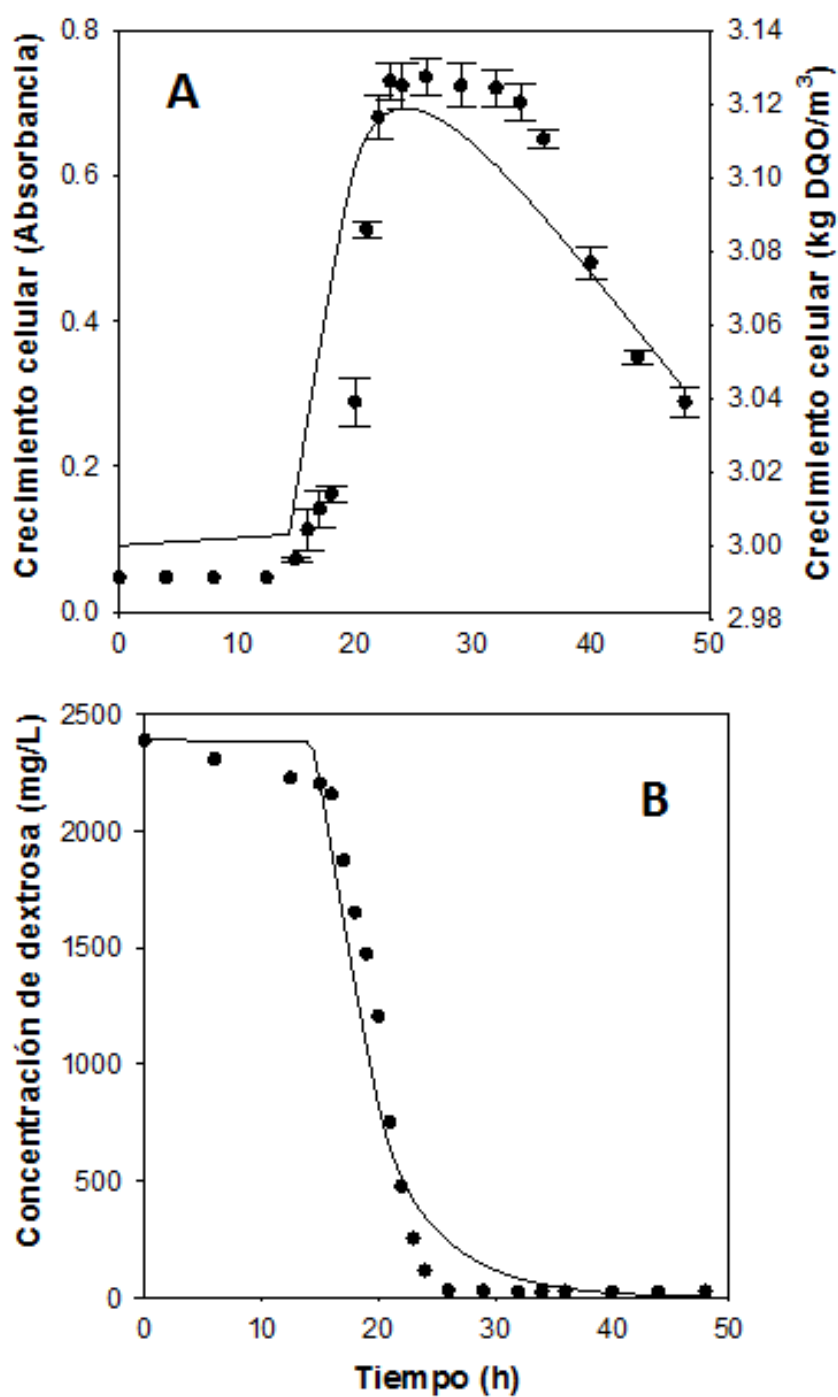 Crecimiento celular (Absorbancia)
0.8
0.6
0.4
0.2
0.0
A
3.14
3.12
3.10
3.08
3.06
3.04
3.02
3.00
2.98
Crecimiento celular (kg DQO/m³)
0 10 20 30 40 50
Concentración de dextrosa (mg/L)
2500
2000
1500
1000
500
0
B
0 10 20 30 40 50
Tiempo (h)